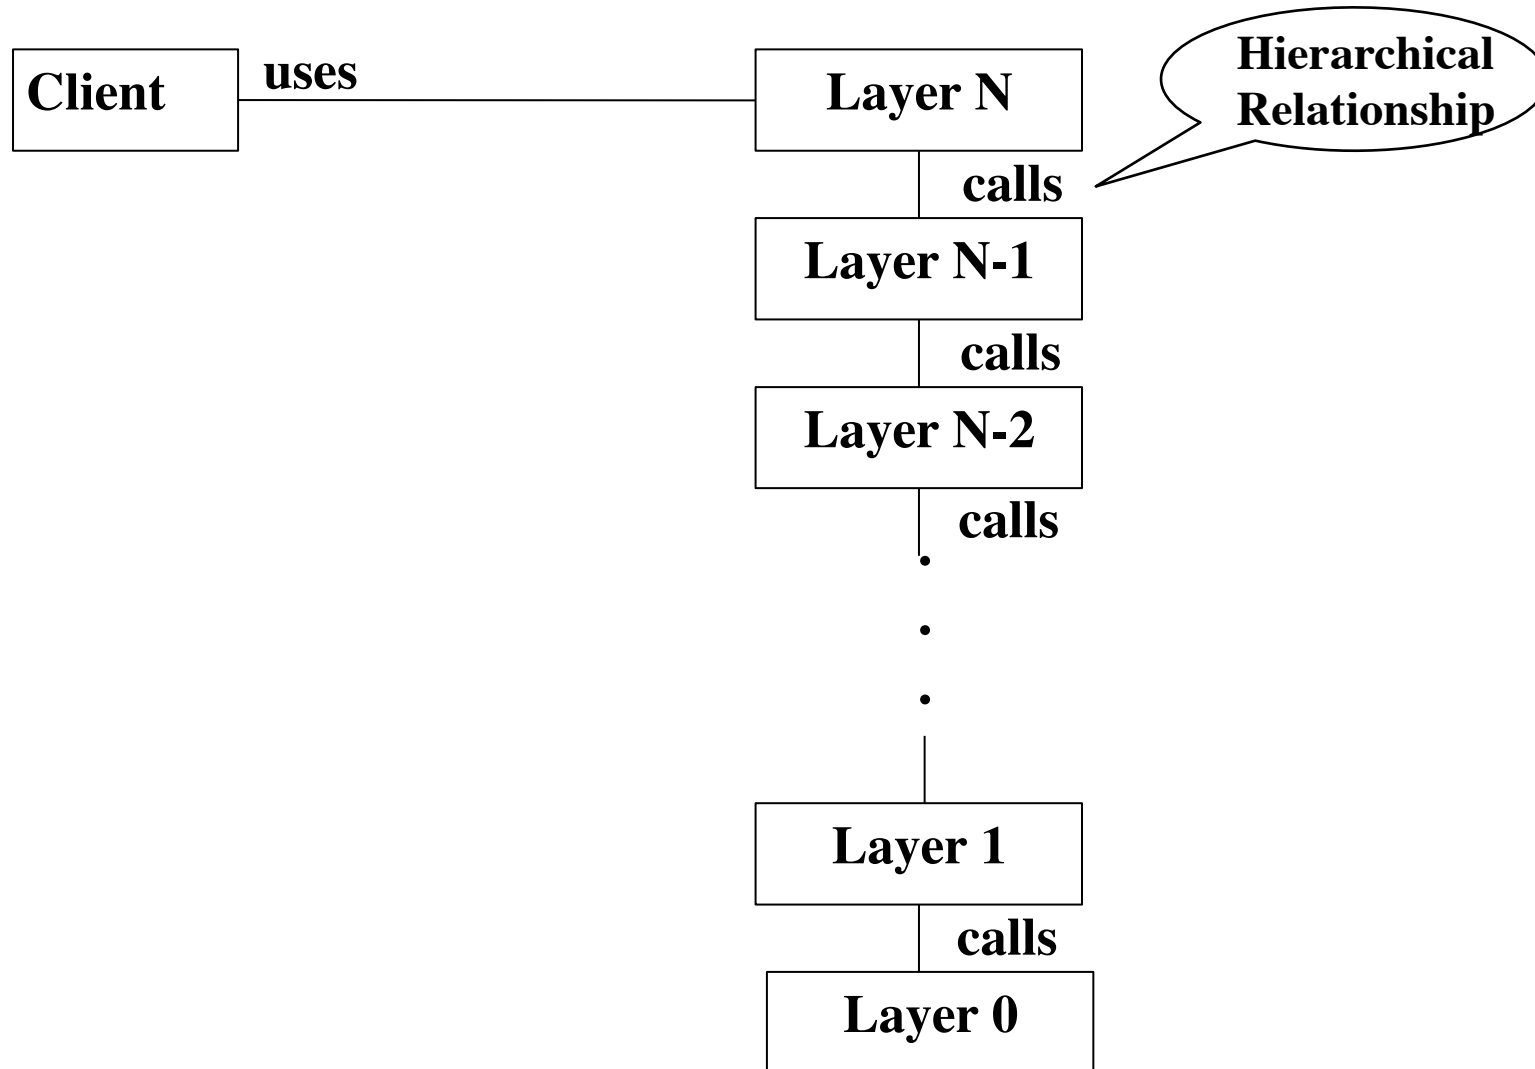 Client
uses
Layer N
Hierarchical
Relationship
calls
Layer N-1
calls
Layer N-2
calls
Layer 1
calls
Layer 0